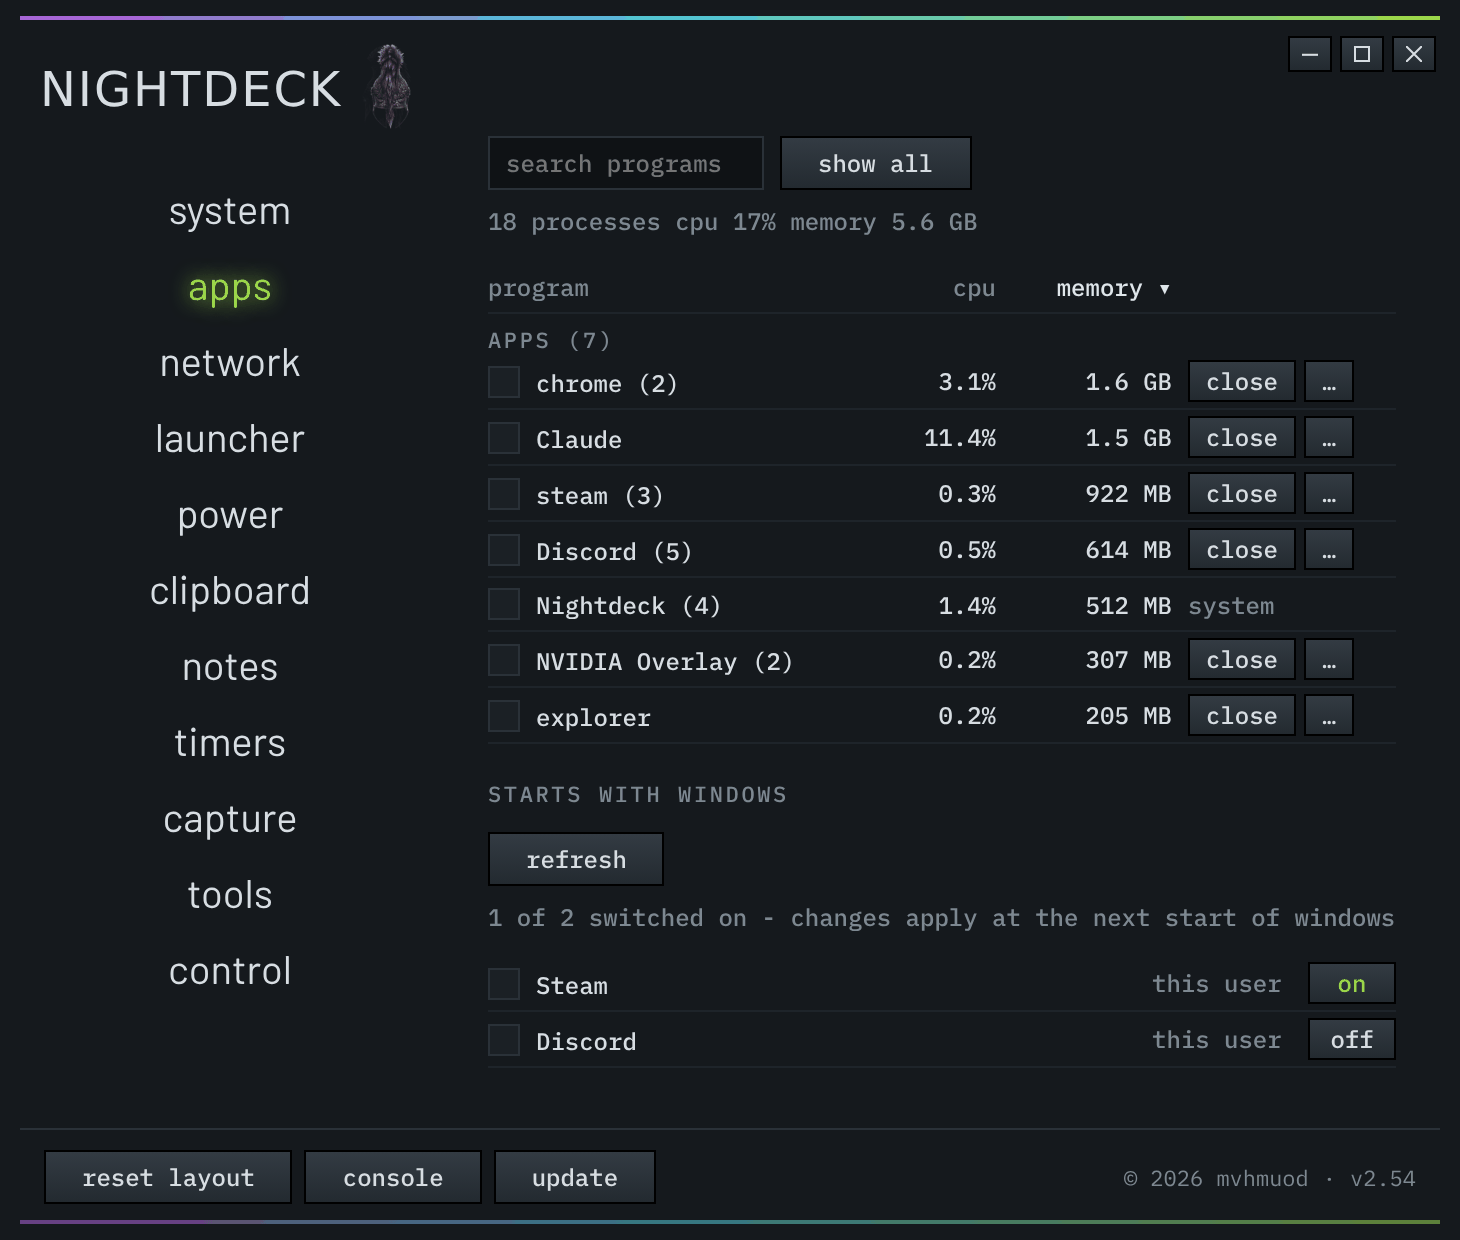 NIGHTDECK
system
apps
network
launcher
power
clipboard
notes
timers
capture
tools
control
search programs show all
18 processes cpu 17% memory 5.6 GB
program cpu memory ▼
APPS (7)
chrome (2) 3.1% 1.6 GB close …
Claude 11.4% 1.5 GB close …
steam (3) 0.3% 922 MB close …
Discord (5) 0.5% 614 MB close …
Nightdeck (4) 1.4% 512 MB system
NVIDIA Overlay (2) 0.2% 307 MB close …
explorer 0.2% 205 MB close …
STARTS WITH WINDOWS
refresh
1 of 2 switched on - changes apply at the next start of windows
Steam this user on
Discord this user off
reset layout console update © 2026 mvhmuod · v2.54